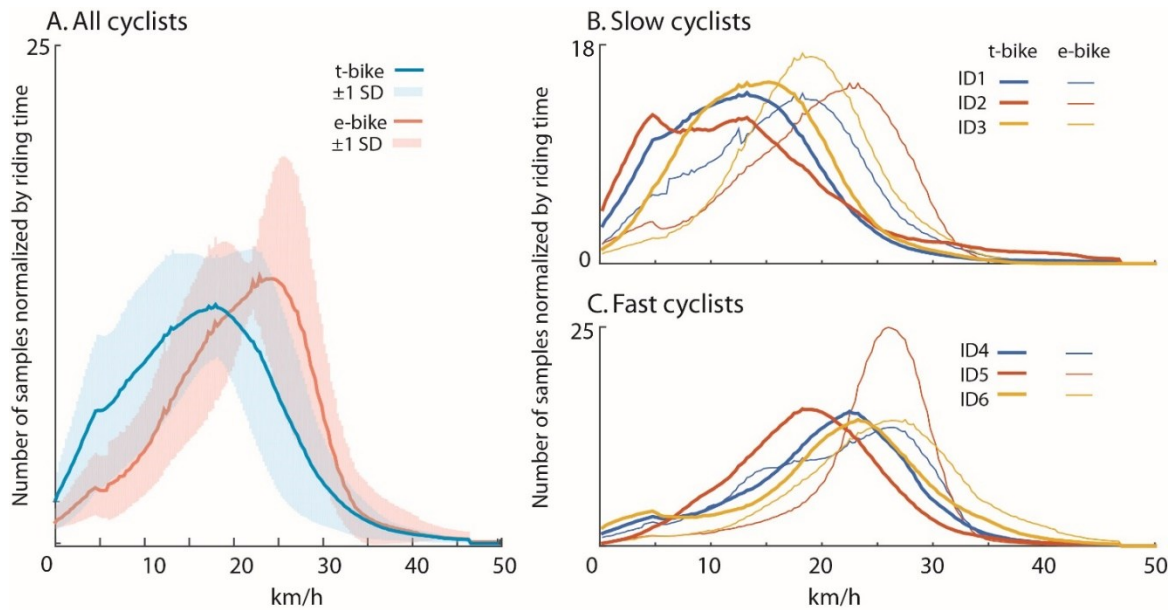 A. All cyclists
25
t-bike
±1 SD
e-bike
±1 SD
Number of samples normalized by riding time
0
0 10 20 30 40 50
km/h
B. Slow cyclists
18
t-bike e-bike
ID1
ID2
ID3
0
C. Fast cyclists
25
ID4
ID5
ID6
Number of samples normalized by riding time
0 10 20 30 40 50
km/h